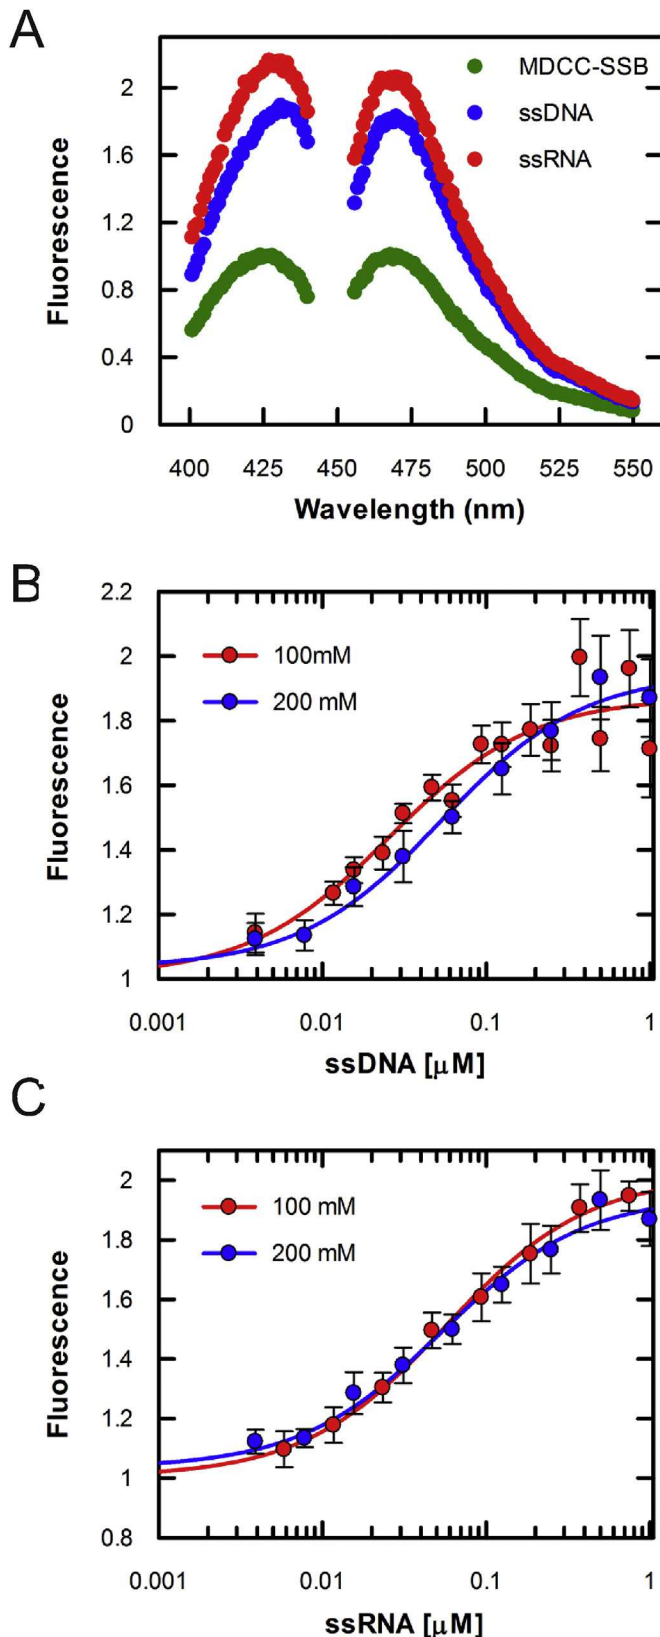 A
2
1.6
1.2
0.8
0.4
0
Fluorescence
MDCC-SSB
ssDNA
ssRNA
400 425 450 475 500 525 550
Wavelength (nm)
B
2.2
2
1.8
1.6
1.4
1.2
1
Fluorescence
100mM
200 mM
0.001 0.01 0.1 1
ssDNA [μM]
C
2
1.8
1.6
1.4
1.2
1
0.8
Fluorescence
100 mM
200 mM
0.001 0.01 0.1 1
ssRNA [μM]